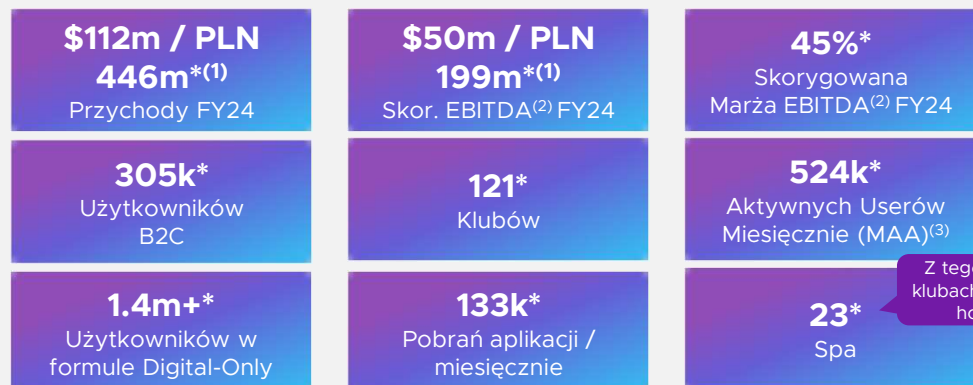 $112m / PLN
446m*(1)
Przychody FY24
$50m / PLN
199m*(1)
Skor. EBITDA(2) FY24
45%*
Skorygowana
Marża EBITDA(2) FY24
305k*
Użytkowników
B2C
121*
Klubów
524k*
Aktywnych Userów
Miesięcznie (MAA)(3)
1.4m+*
Użytkowników w
formule Digital-Only
133k*
Pobrań aplikacji /
miesięcznie
23*
Spa
Z
klubach